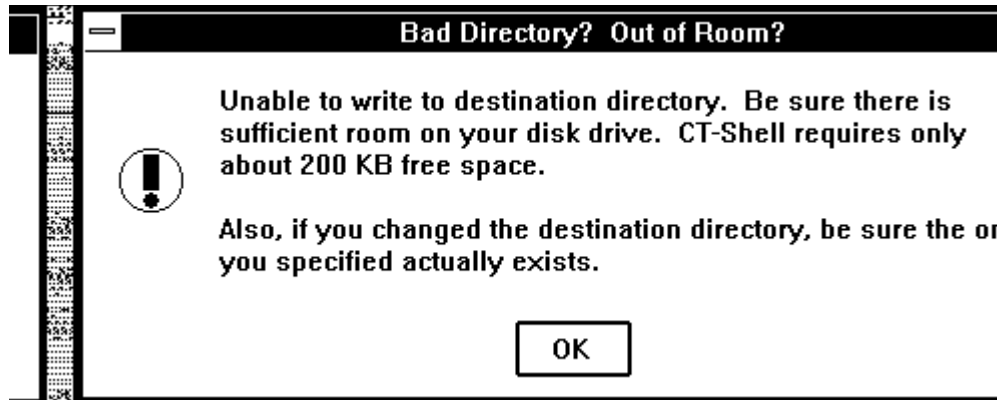 Bad Directory? Out of Room?
Unable to write to destination directory. Be sure there is
sufficient room on your disk drive. CT-Shell requires only
about 200 KB free space.
Also, if you changed the destination directory, be sure the
you specified actually exists.
OK